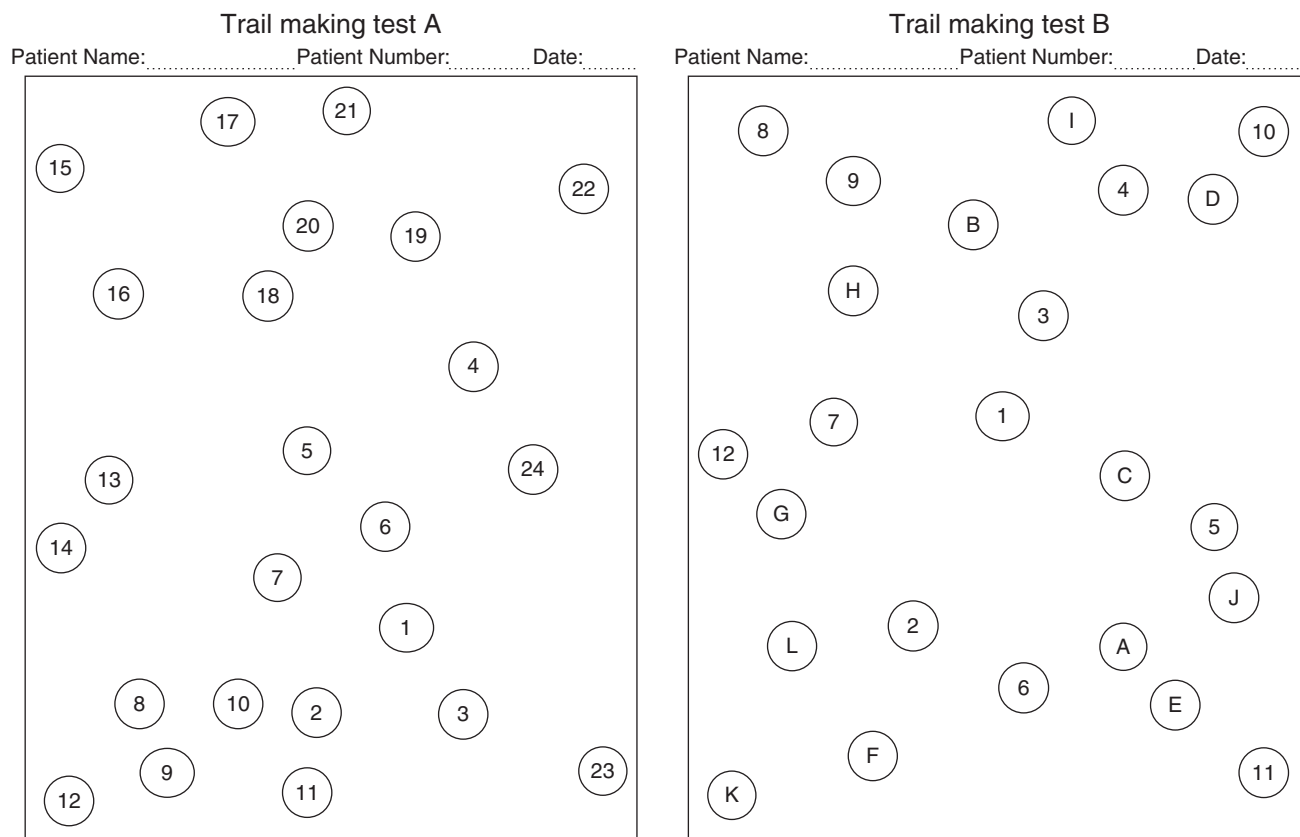 Trail making test A
Patient Name: Patient Number: Date:
17
21
15
22
20
19
16
18
4
5
24
13
6
14
7
1
8
10
2
3
9
23
12
11
Trail making test B
Patient Name: Patient Number: Date:
8
I
10
9
4
D
B
H
3
7
1
12
C
G
5
J
2
L
A
6
E
F
11
K